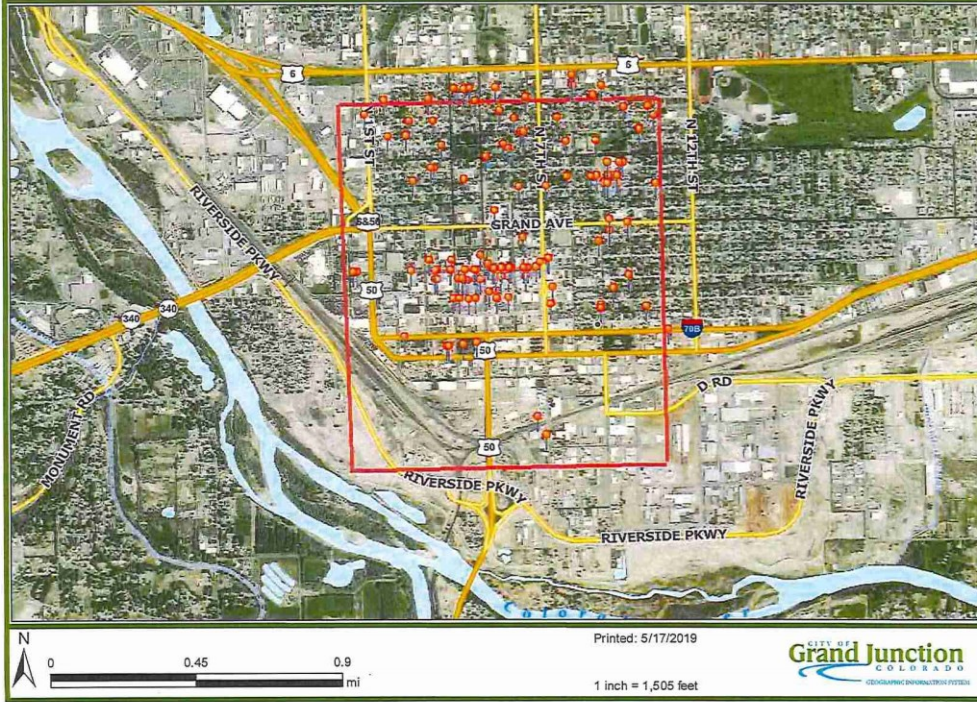 6
6
N 1ST ST
N 7TH ST
N 12TH ST
RIVERSIDE PKWY
6&50
GRAND AVE
50
340
340
70B
50
MONUMENT RD
D RD
50
RIVERSIDE PKWY
RIVERSIDE PKWY
RIVERSIDE PKWY
Colorado River
N
0 0.45 0.9
mi
Printed: 5/17/2019
1 inch = 1,505 feet
CITY OF
Grand Junction
COLORADO
GEOGRAPHIC INFORMATION SYSTEM